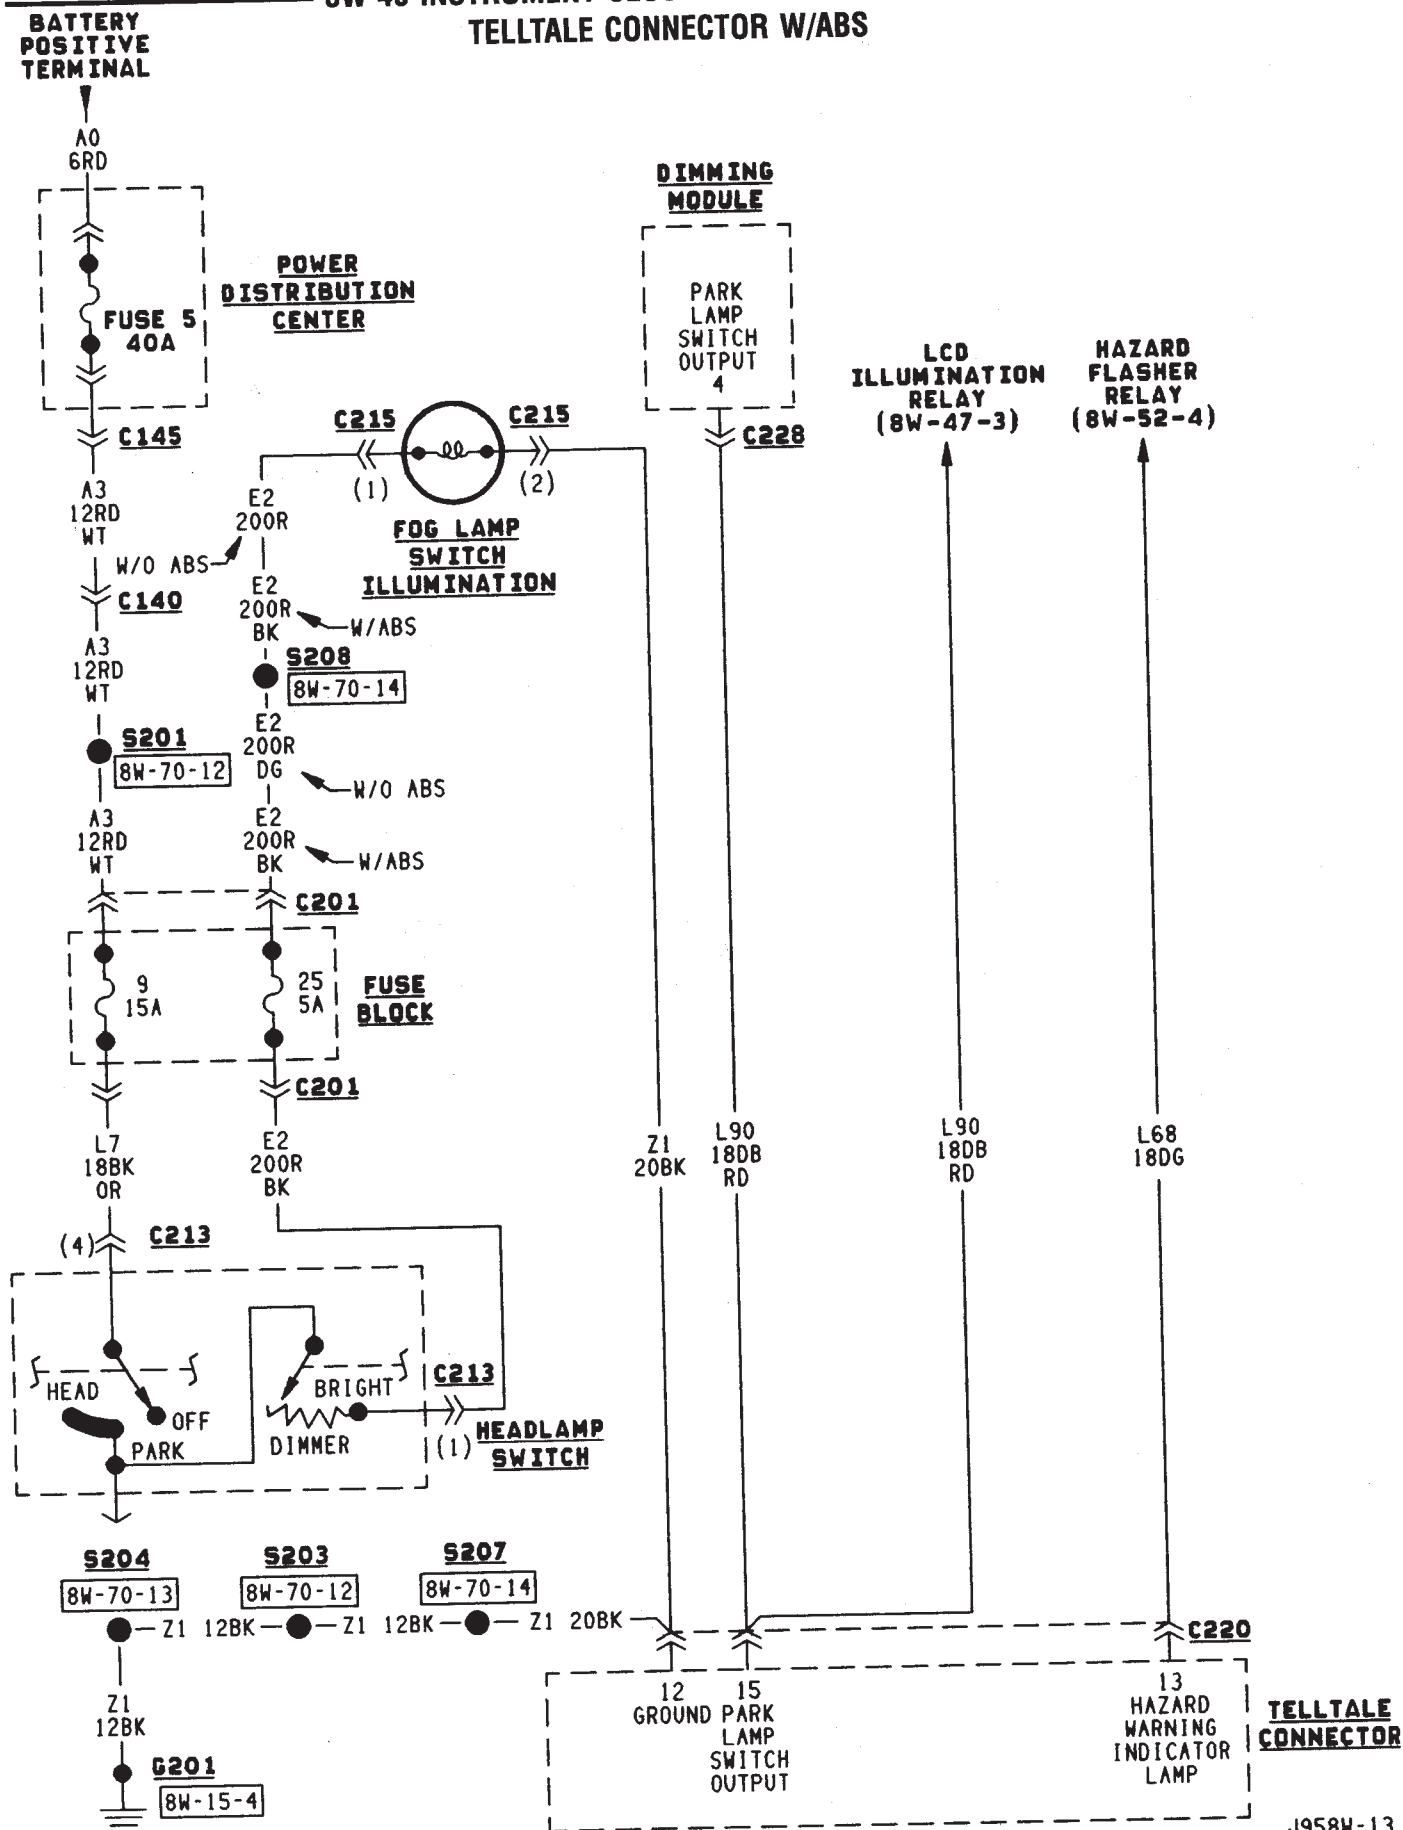 TELLTALE CONNECTOR W/ABS
BATTERY
POSITIVE
TERMINAL
A0
6RD
FUSE 5
40A
POWER
DISTRIBUTION
CENTER
C145
A3
12RD
WT
C140
A3
12RD
WT
S201
8W-70-12
A3
12RD
WT
C215
(1)
C215
(2)
FOG LAMP
SWITCH
ILLUMINATION
E2
20OR
W/O ABS
E2
20OR
BK
W/ABS
S208
8W-70-14
E2
20OR
DG
W/O ABS
E2
20OR
BK
W/ABS
C201
9
15A
25
5A
FUSE
BLOCK
C201
L7
18BK
OR
E2
20OR
BK
(4)
C213
HEAD
OFF
PARK
BRIGHT
DIMMER
C213
(1)
HEADLAMP
SWITCH
DIMMING
MODULE
PARK
LAMP
SWITCH
OUTPUT
4
C228
LCD
ILLUMINATION
RELAY
(8W-47-3)
HAZARD
FLASHER
RELAY
(8W-52-4)
Z1
20BK
L90
18DB
RD
L90
18DB
RD
L68
18DG
S204
8W-70-13
S203
8W-70-12
S207
8W-70-14
Z1 12BK
Z1 12BK
Z1 20BK
C220
Z1
12BK
G201
8W-15-4
12
GROUND
15
PARK
LAMP
SWITCH
OUTPUT
13
HAZARD
WARNING
INDICATOR
LAMP
TELLTALE
CONNECTOR